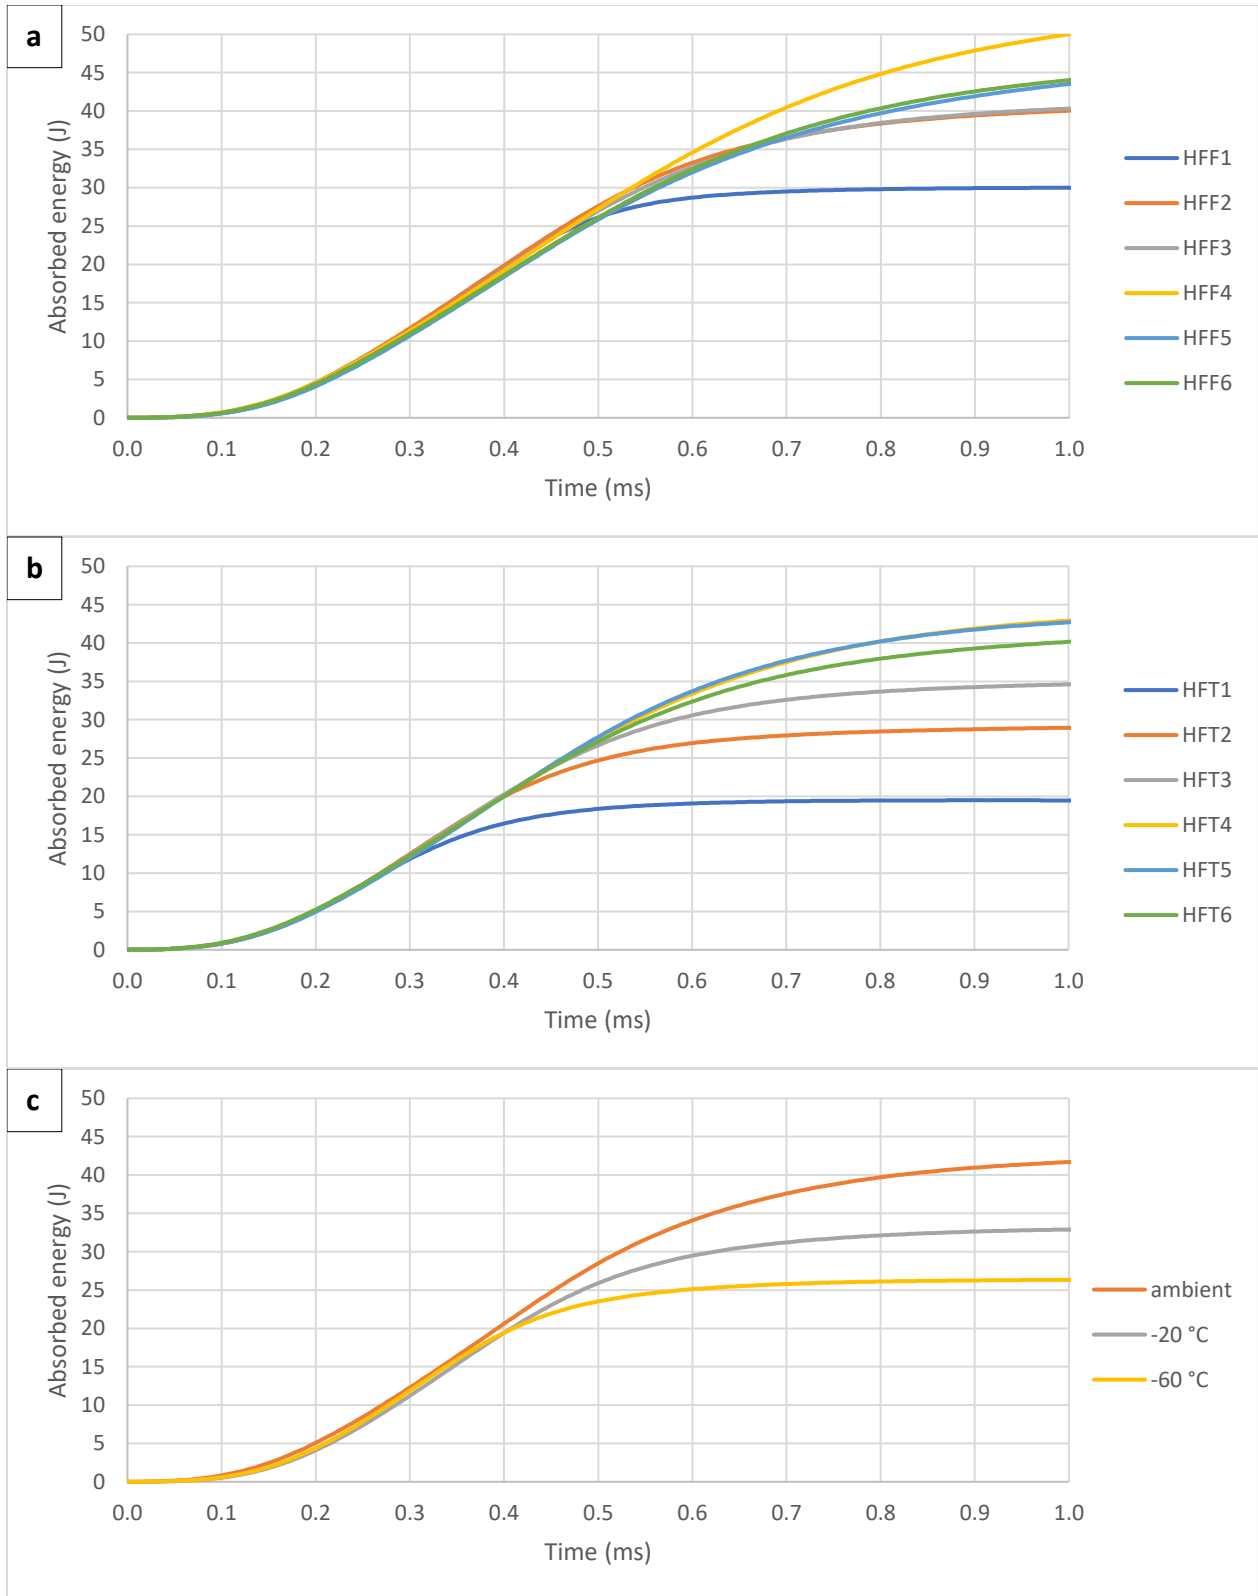 a
50
45
40
35
30
25
20
15
10
5
0
Absorbed energy (J)
0.0 0.1 0.2 0.3 0.4 0.5 0.6 0.7 0.8 0.9 1.0
Time (ms)
HFF1
HFF2
HFF3
HFF4
HFF5
HFF6
b
50
45
40
35
30
25
20
15
10
5
0
Absorbed energy (J)
0.0 0.1 0.2 0.3 0.4 0.5 0.6 0.7 0.8 0.9 1.0
Time (ms)
HFT1
HFT2
HFT3
HFT4
HFT5
HFT6
c
50
45
40
35
30
25
20
15
10
5
0
Absorbed energy (J)
0.0 0.1 0.2 0.3 0.4 0.5 0.6 0.7 0.8 0.9 1.0
Time (ms)
ambient
-20 °C
-60 °C